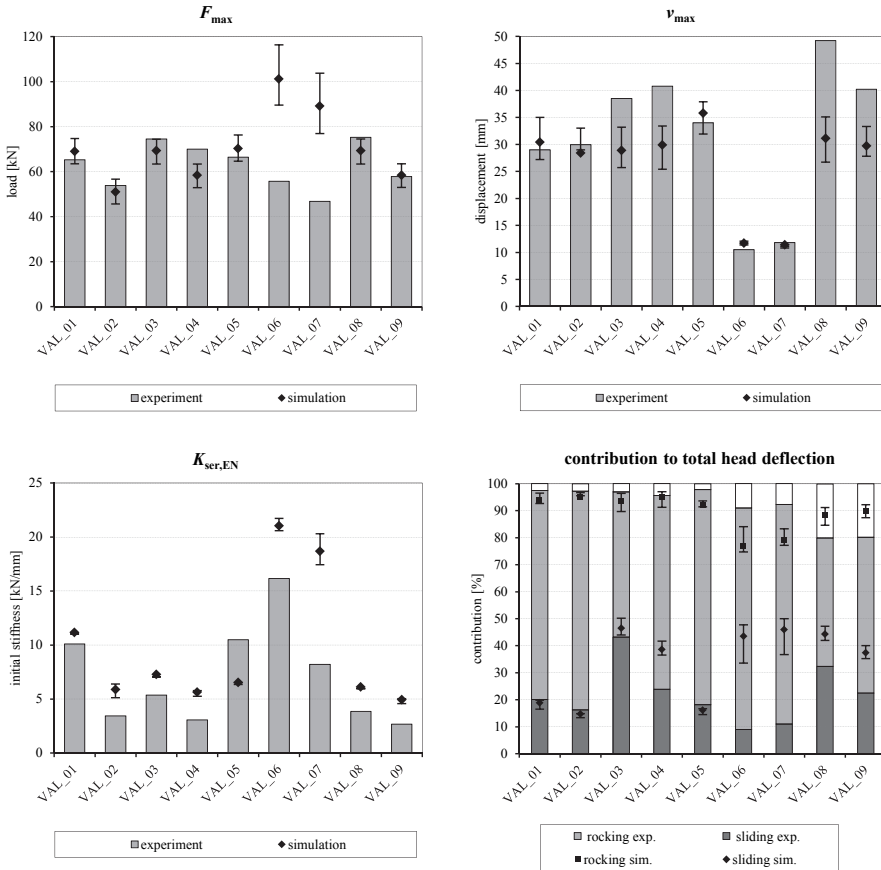 F max
120
100
80
60
40
20
0
load [kN]
VAL_01 VAL_02 VAL_03 VAL_04 VAL_05 VAL_06 VAL_07 VAL_08 VAL_09
experiment simulation
v max
50
45
40
35
30
25
20
15
10
5
0
displacement [mm]
VAL_01 VAL_02 VAL_03 VAL_04 VAL_05 VAL_06 VAL_07 VAL_08 VAL_09
experiment simulation
K ser,EN
25
20
15
10
5
0
initial stiffness [kN/mm]
VAL_01 VAL_02 VAL_03 VAL_04 VAL_05 VAL_06 VAL_07 VAL_08 VAL_09
experiment simulation
contribution to total head deflection
100
90
80
70
60
50
40
30
20
10
0
contribution [%]
VAL_01 VAL_02 VAL_03 VAL_04 VAL_05 VAL_06 VAL_07 VAL_08 VAL_09
rocking exp. sliding exp.
rocking sim. sliding sim.